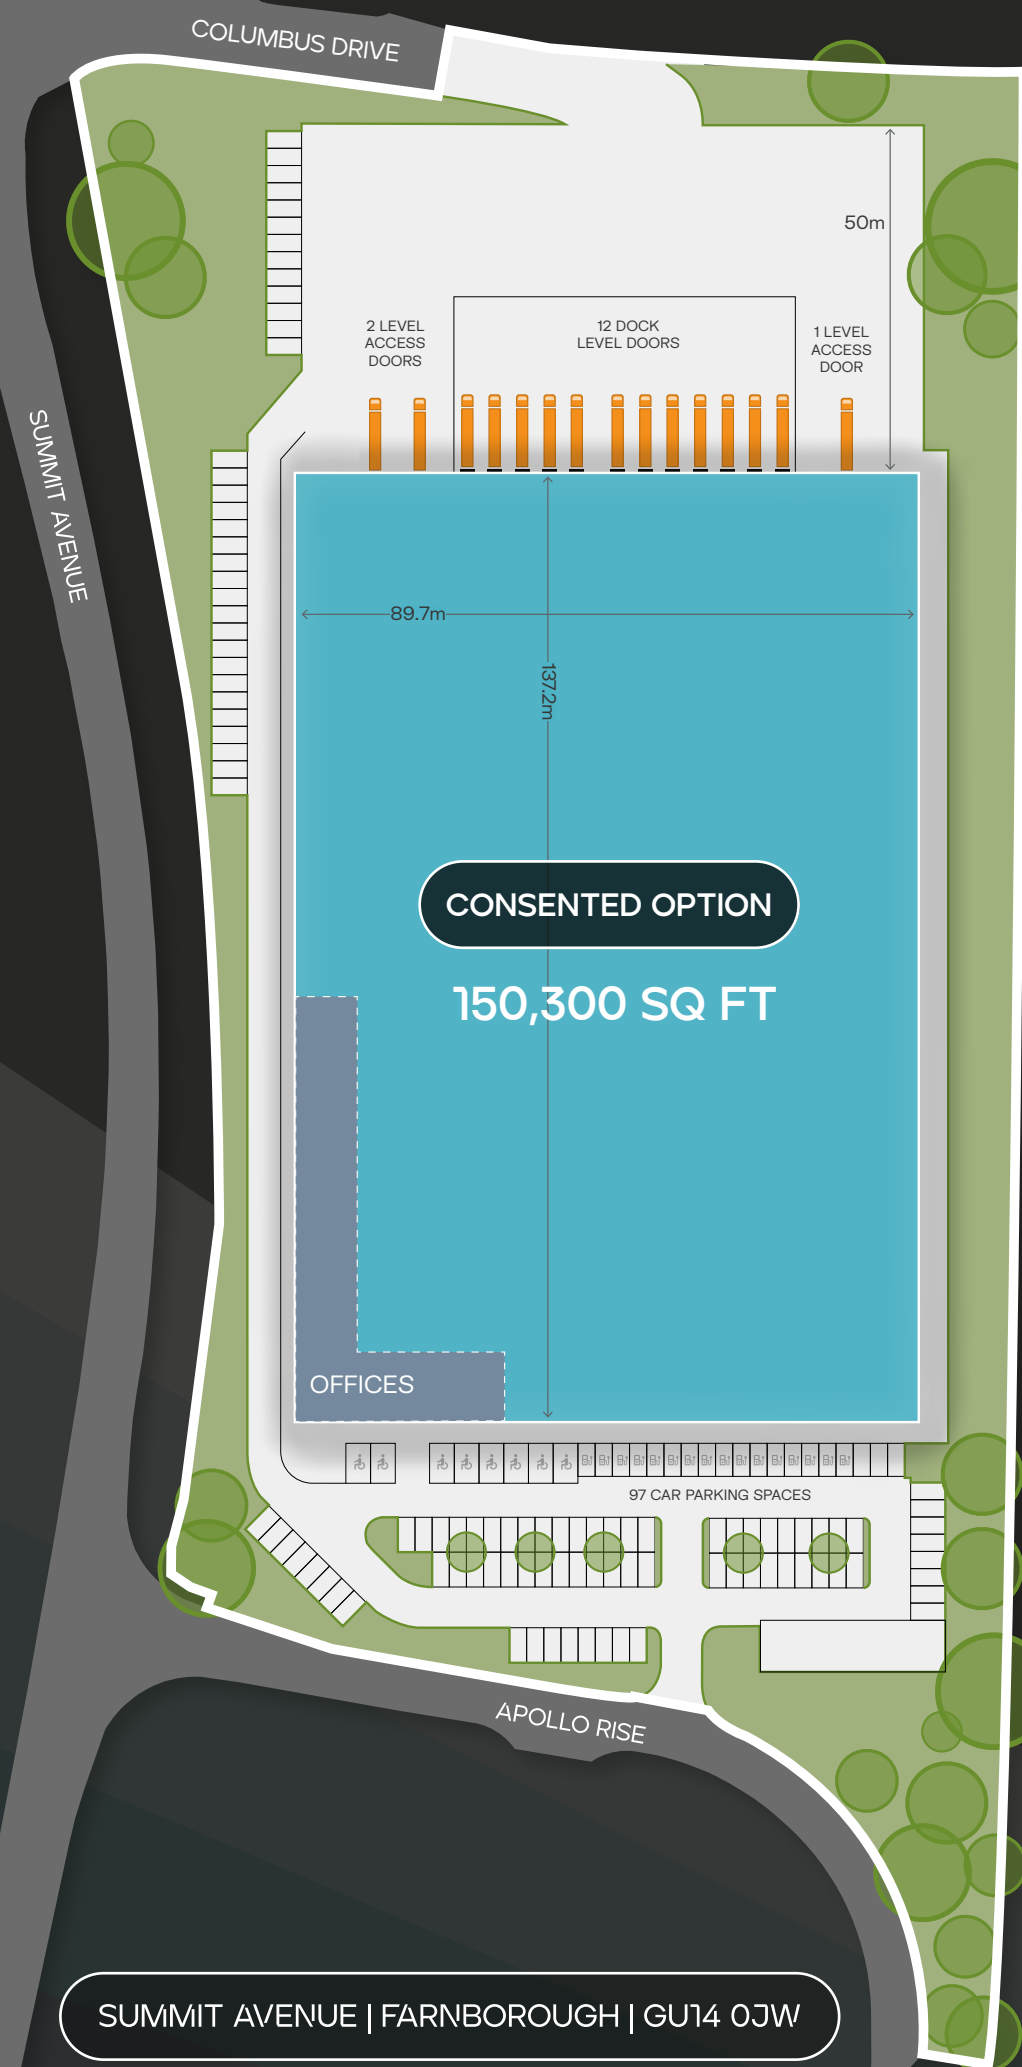 COLUMBUS DRIVE
50m
2 LEVEL
ACCESS
DOORS
12 DOCK
LEVEL DOORS
1 LEVEL
ACCESS
DOOR
SUMMIT AVENUE
89.7m
137.2m
CONSENTED OPTION
150,300 SQ FT
OFFICES
97 CAR PARKING SPACES
APOLLO RISE
SUMMIT AVENUE | FARNBOROUGH | GU14 0JW